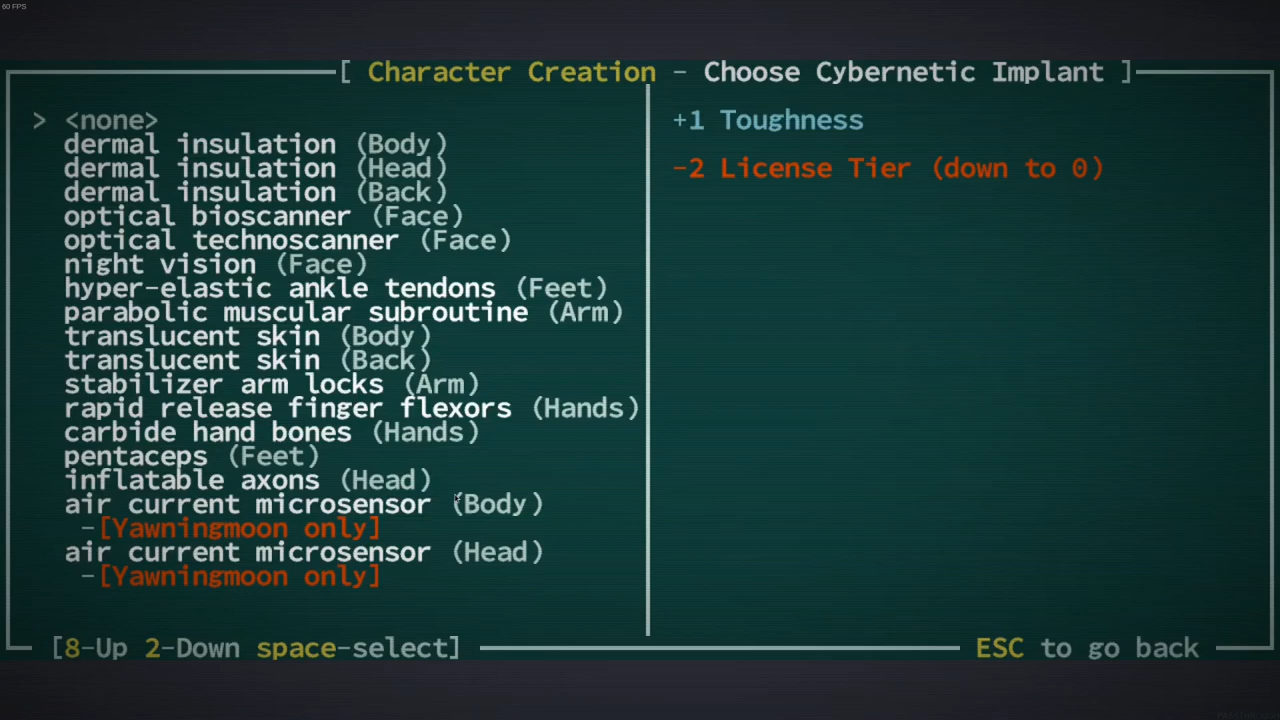 60 FPS
[ Character Creation - Choose Cybernetic Implant ]
> <none>
dermal insulation (Body)
dermal insulation (Head)
dermal insulation (Back)
optical bioscanner (Face)
optical technoscanner (Face)
night vision (Face)
hyper-elastic ankle tendons (Feet)
parabolic muscular subroutine (Arm)
translucent skin (Body)
translucent skin (Back)
stabilizer arm locks (Arm)
rapid release finger flexors (Hands)
carbide hand bones (Hands)
pentaceps (Feet)
inflatable axons (Head)
air current microsensor (Body)
-[Yawningmoon only]
air current microsensor (Head)
-[Yawningmoon only]
+1 Toughness
-2 License Tier (down to 0)
[8-Up 2-Down space-select]
ESC to go back